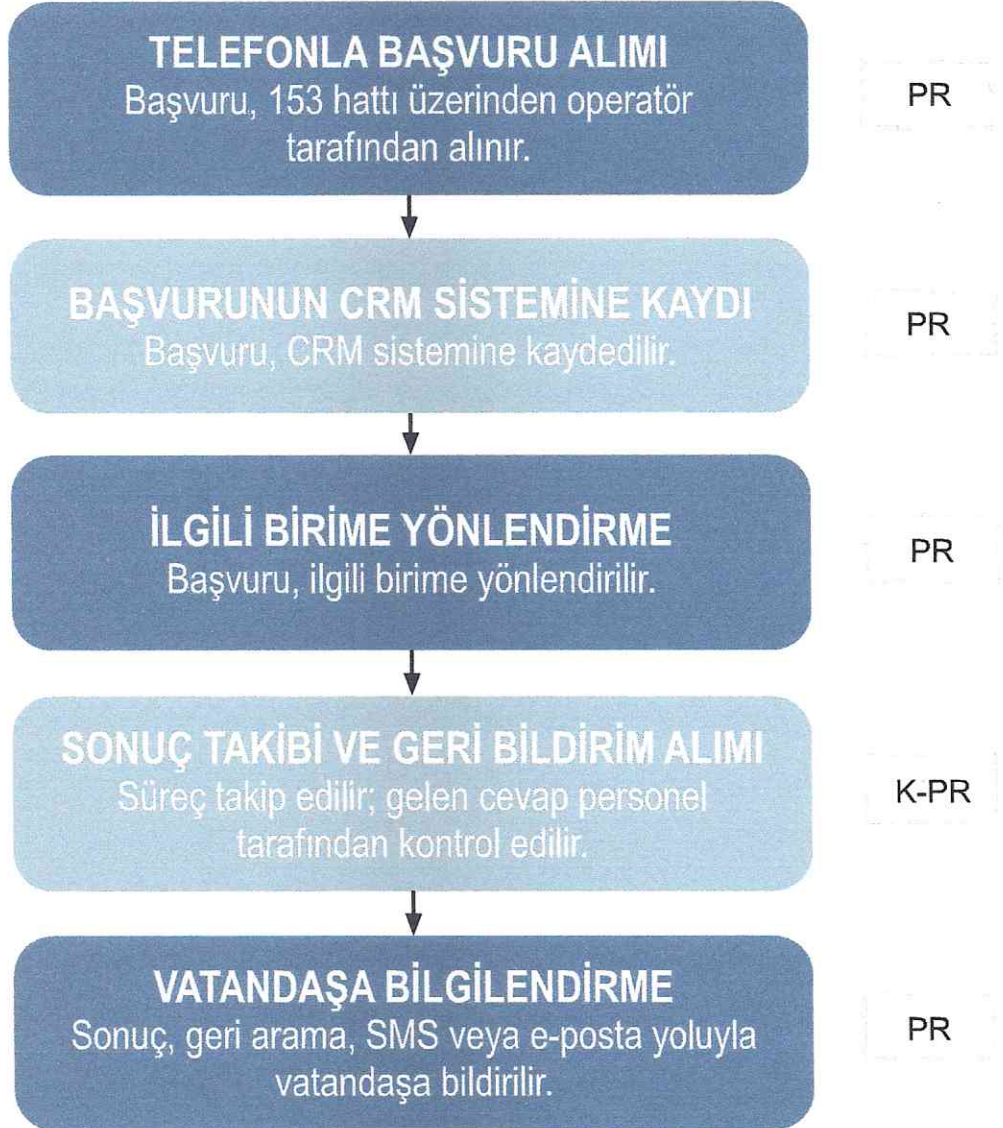 TELEFONLA BAŞVURU ALIMI
Başvuru, 153 hattı üzerinden operatör
tarafından alınır.
PR
BAŞVURUNUN CRM SİSTEMİNE KAYDI
Başvuru, CRM sistemine kaydedilir.
PR
İLGİLİ BİRİME YÖNLENDİRME
Başvuru, ilgili birime yönlendirilir.
PR
SONUÇ TAKİBİ VE GERİ BİLDİRİM ALIMI
Süreç takip edilir; gelen cevap personel
tarafından kontrol edilir.
K-PR
VATANDAŞA BİLGİLENDİRME
Sonuç, geri arama, SMS veya e-posta yoluyla
vatandaşa bildirilir.
PR